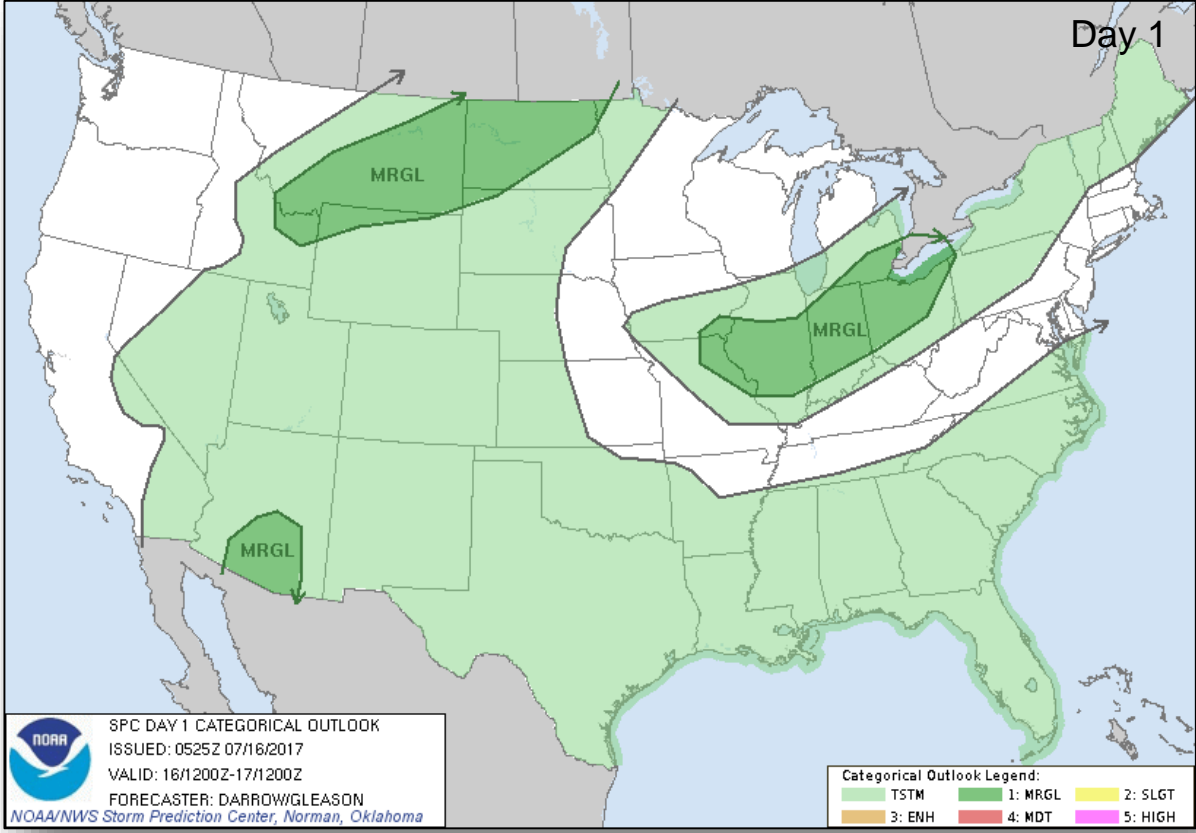 Day 1
MRGL
MRGL
MRGL
NOAA
SPC DAY 1 CATEGORICAL OUTLOOK
ISSUED: 0525Z 07/16/2017
VALID: 16/1200Z-17/1200Z
FORECASTER: DARROW/GLEASON
NOAA/NWS Storm Prediction Center, Norman, Oklahoma
Categorical Outlook Legend:
TSTM 1: MRGL 2: SLGT
3: ENH 4: MDT 5: HIGH